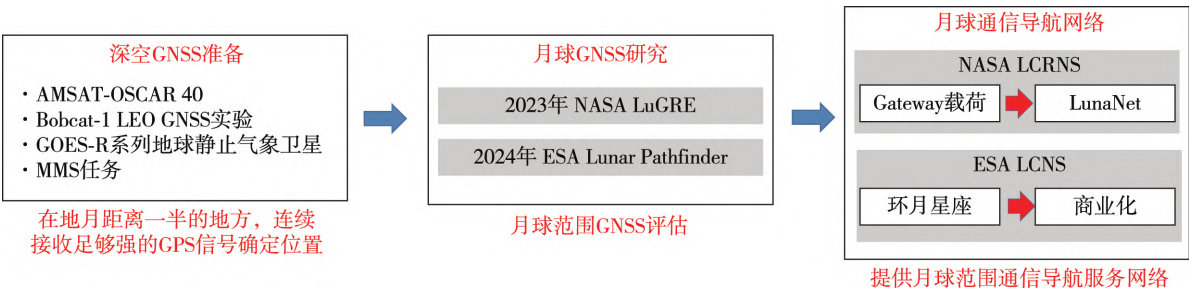 深空GNSS准备
· AMSAT-OSCAR 40
· Bobcat-1 LEO GNSS实验
· GOES-R系列地球静止气象卫星
· MMS任务
在地月距离一半的地方，连续
接收足够强的GPS信号确定位置
月球GNSS研究
2023年 NASA LuGRE
2024年 ESA Lunar Pathfinder
月球范围GNSS评估
月球通信导航网络
NASA LCRNS
Gateway载荷
LunaNet
ESA LCNS
环月星座
商业化
提供月球范围通信导航服务网络